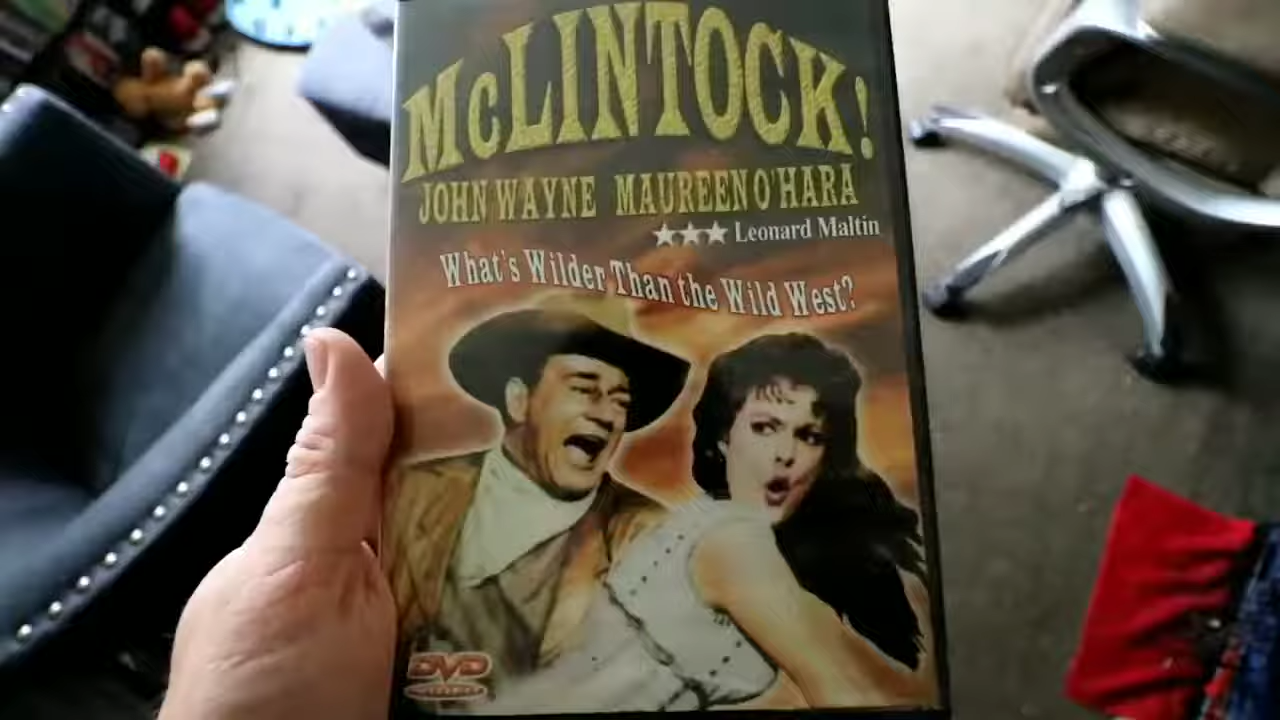 McLINTOCK!
JOHN WAYNE MAUREEN O'HARA
★★★ Leonard Maltin
What's Wilder Than the Wild West?
DVD